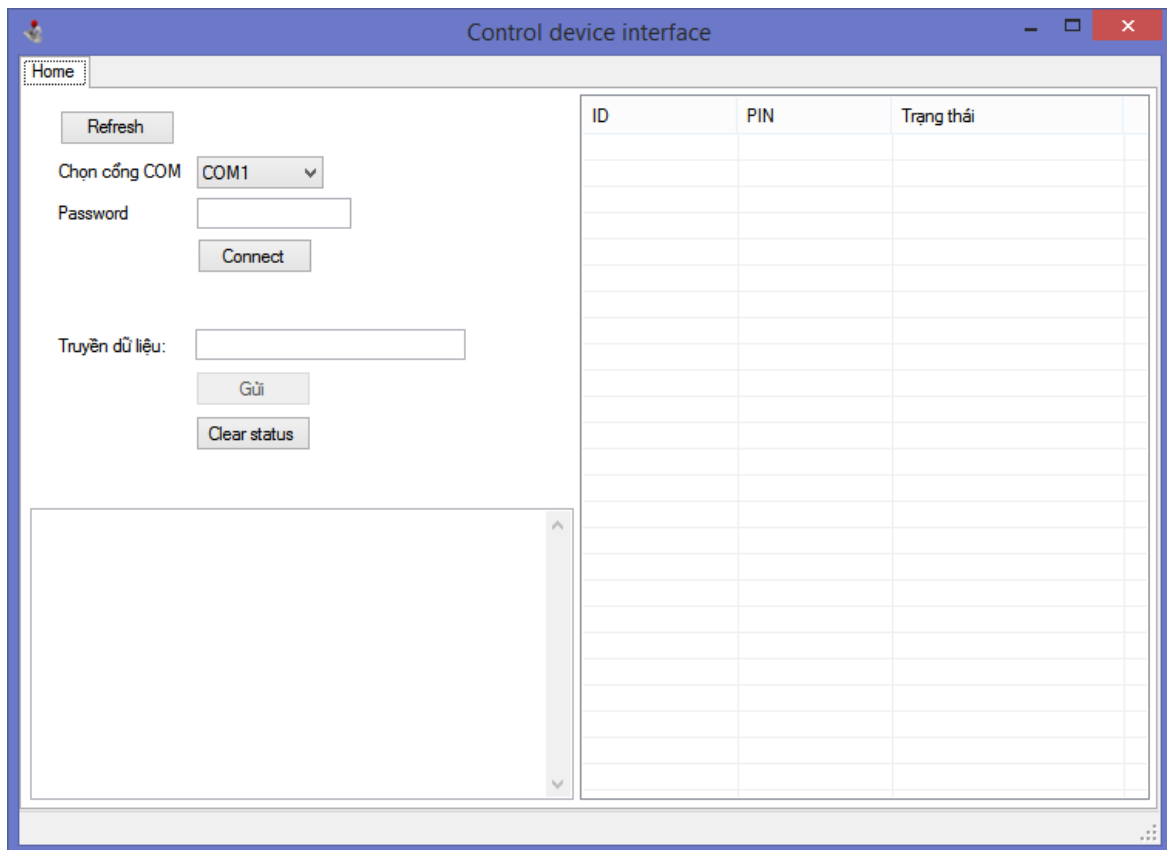 Control device interface
Home
Refresh
Chọn cổng COM COM1
Password
Connect
Truyền dữ liệu:
Gửi
Clear status
ID PIN Trạng thái